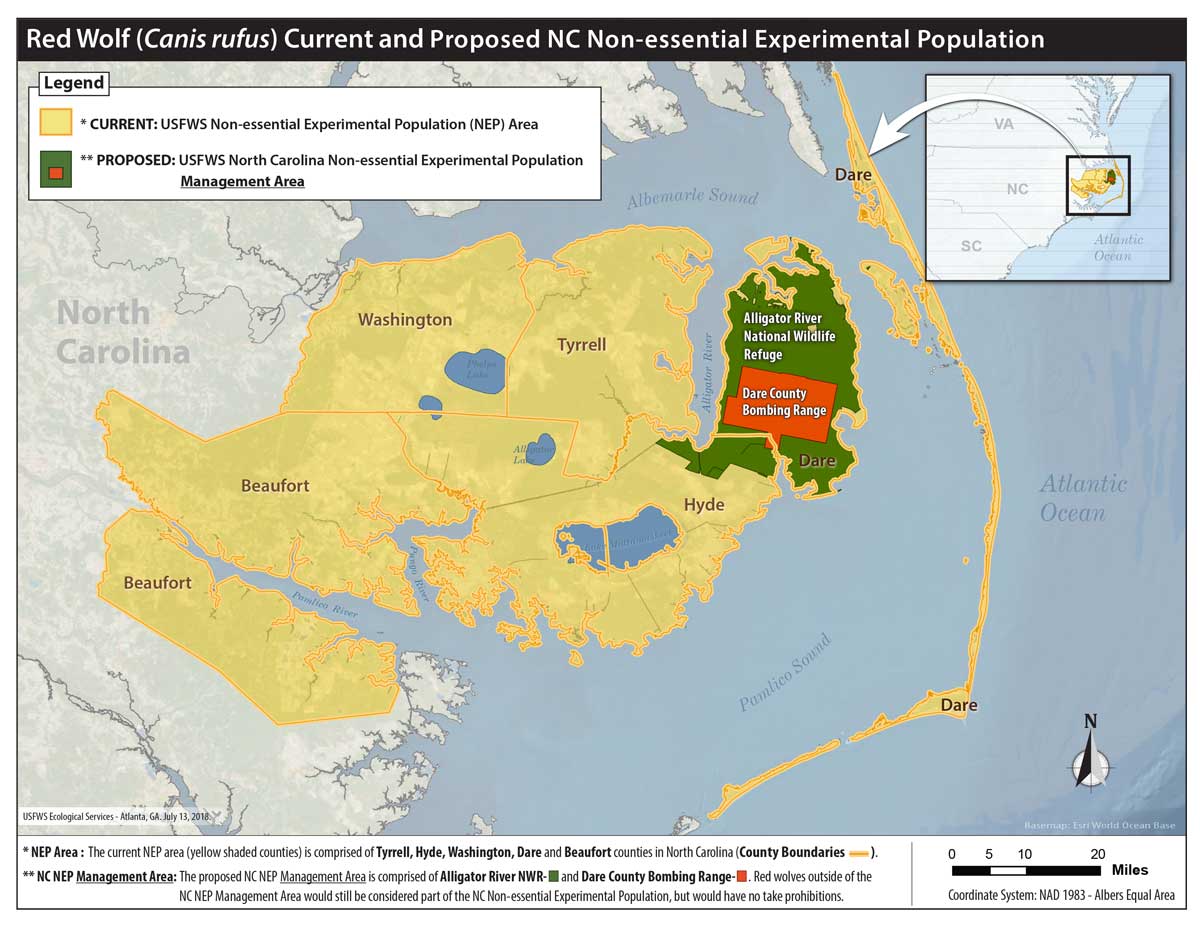 Red Wolf (Canis rufus) Current and Proposed NC Non-essential Experimental Population
Legend
* CURRENT: USFWS Non-essential Experimental Population (NEP) Area
** PROPOSED: USFWS North Carolina Non-essential Experimental Population
Management Area
VA
NC
SC
Atlantic
Ocean
Dare
Albemarle Sound
North
Carolina
Washington
Tyrrell
Phelps
Lake
Alligator River
Alligator River
National Wildlife
Refuge
Dare County
Bombing Range
Dare
Alligator
Lake
Beaufort
Hyde
Lake Mattamuskeet
Atlantic
Ocean
Beaufort
Pungo River
Pamlico River
Pamlico Sound
Dare
N
USFWS Ecological Services - Atlanta, GA. July 13, 2018.
Basemap: Esri World Ocean Base
* NEP Area : The current NEP area (yellow shaded counties) is comprised of Tyrrell, Hyde, Washington, Dare and Beaufort counties in North Carolina (County Boundaries ).
** NC NEP Management Area: The proposed NC NEP Management Area is comprised of Alligator River NWR- and Dare County Bombing Range- . Red wolves outside of the
NC NEP Management Area would still be considered part of the NC Non-essential Experimental Population, but would have no take prohibitions.
0 5 10 20
Miles
Coordinate System: NAD 1983 - Albers Equal Area